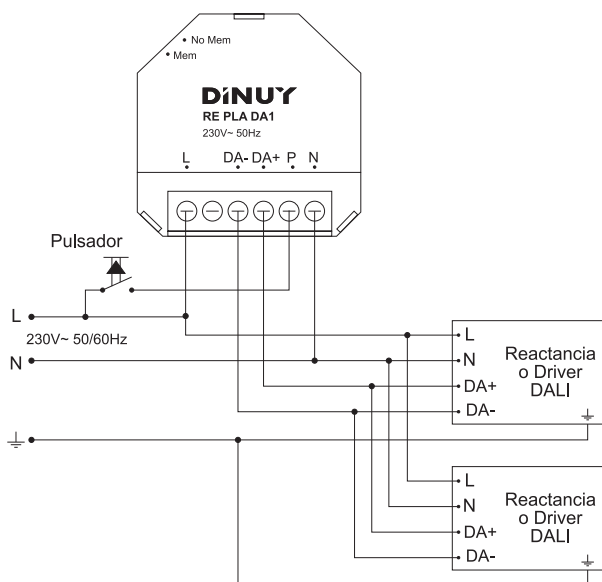 No Mem
Mem
DiNUY
RE PLA DA1
230V~ 50Hz
L DA- DA+ P N
Pulsador
L
230V~ 50/60Hz
N
L
N
DA+
DA-
Reactancia
o Driver
DALI
L
N
DA+
DA-
Reactancia
o Driver
DALI